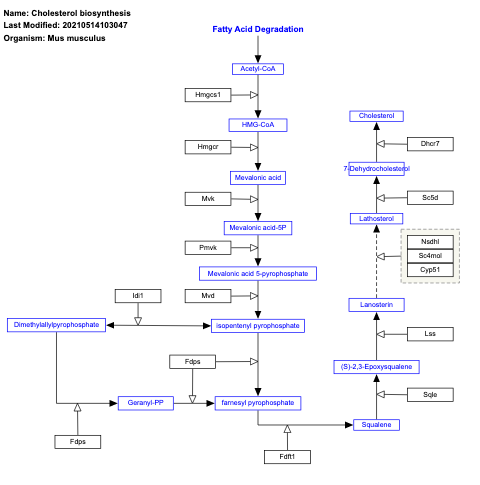 Name: Cholesterol biosynthesis
Last Modified: 20210514103047
Organism: Mus musculus
Fatty Acid Degradation
Acetyl-CoA
Hmgcs1
HMG-CoA
Hmgcr
Mevalonic acid
Mvk
Mevalonic acid-5P
Pmvk
Mevalonic acid 5-pyrophosphate
Mvd
Idi1
Dimethylallylpyrophosphate
isopentenyl pyrophosphate
Fdps
Geranyl-PP
farnesyl pyrophosphate
Fdps
Fdft1
Squalene
Sqle
(S)-2,3-Epoxysqualene
Lss
Lanosterin
Nsdhl
Sc4mol
Cyp51
Lathosterol
Sc5d
7-Dehydrocholesterol
Dhcr7
Cholesterol